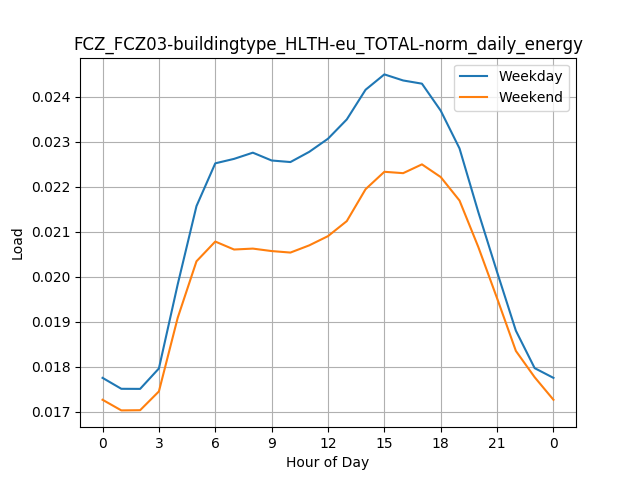 FCZ_FCZ03-buildingtype_HLTH-eu_TOTAL-norm_daily_energy
Weekday
Weekend
0.024
0.023
0.022
0.021
0.020
0.019
0.018
0.017
Load
0 3 6 9 12 15 18 21 0
Hour of Day